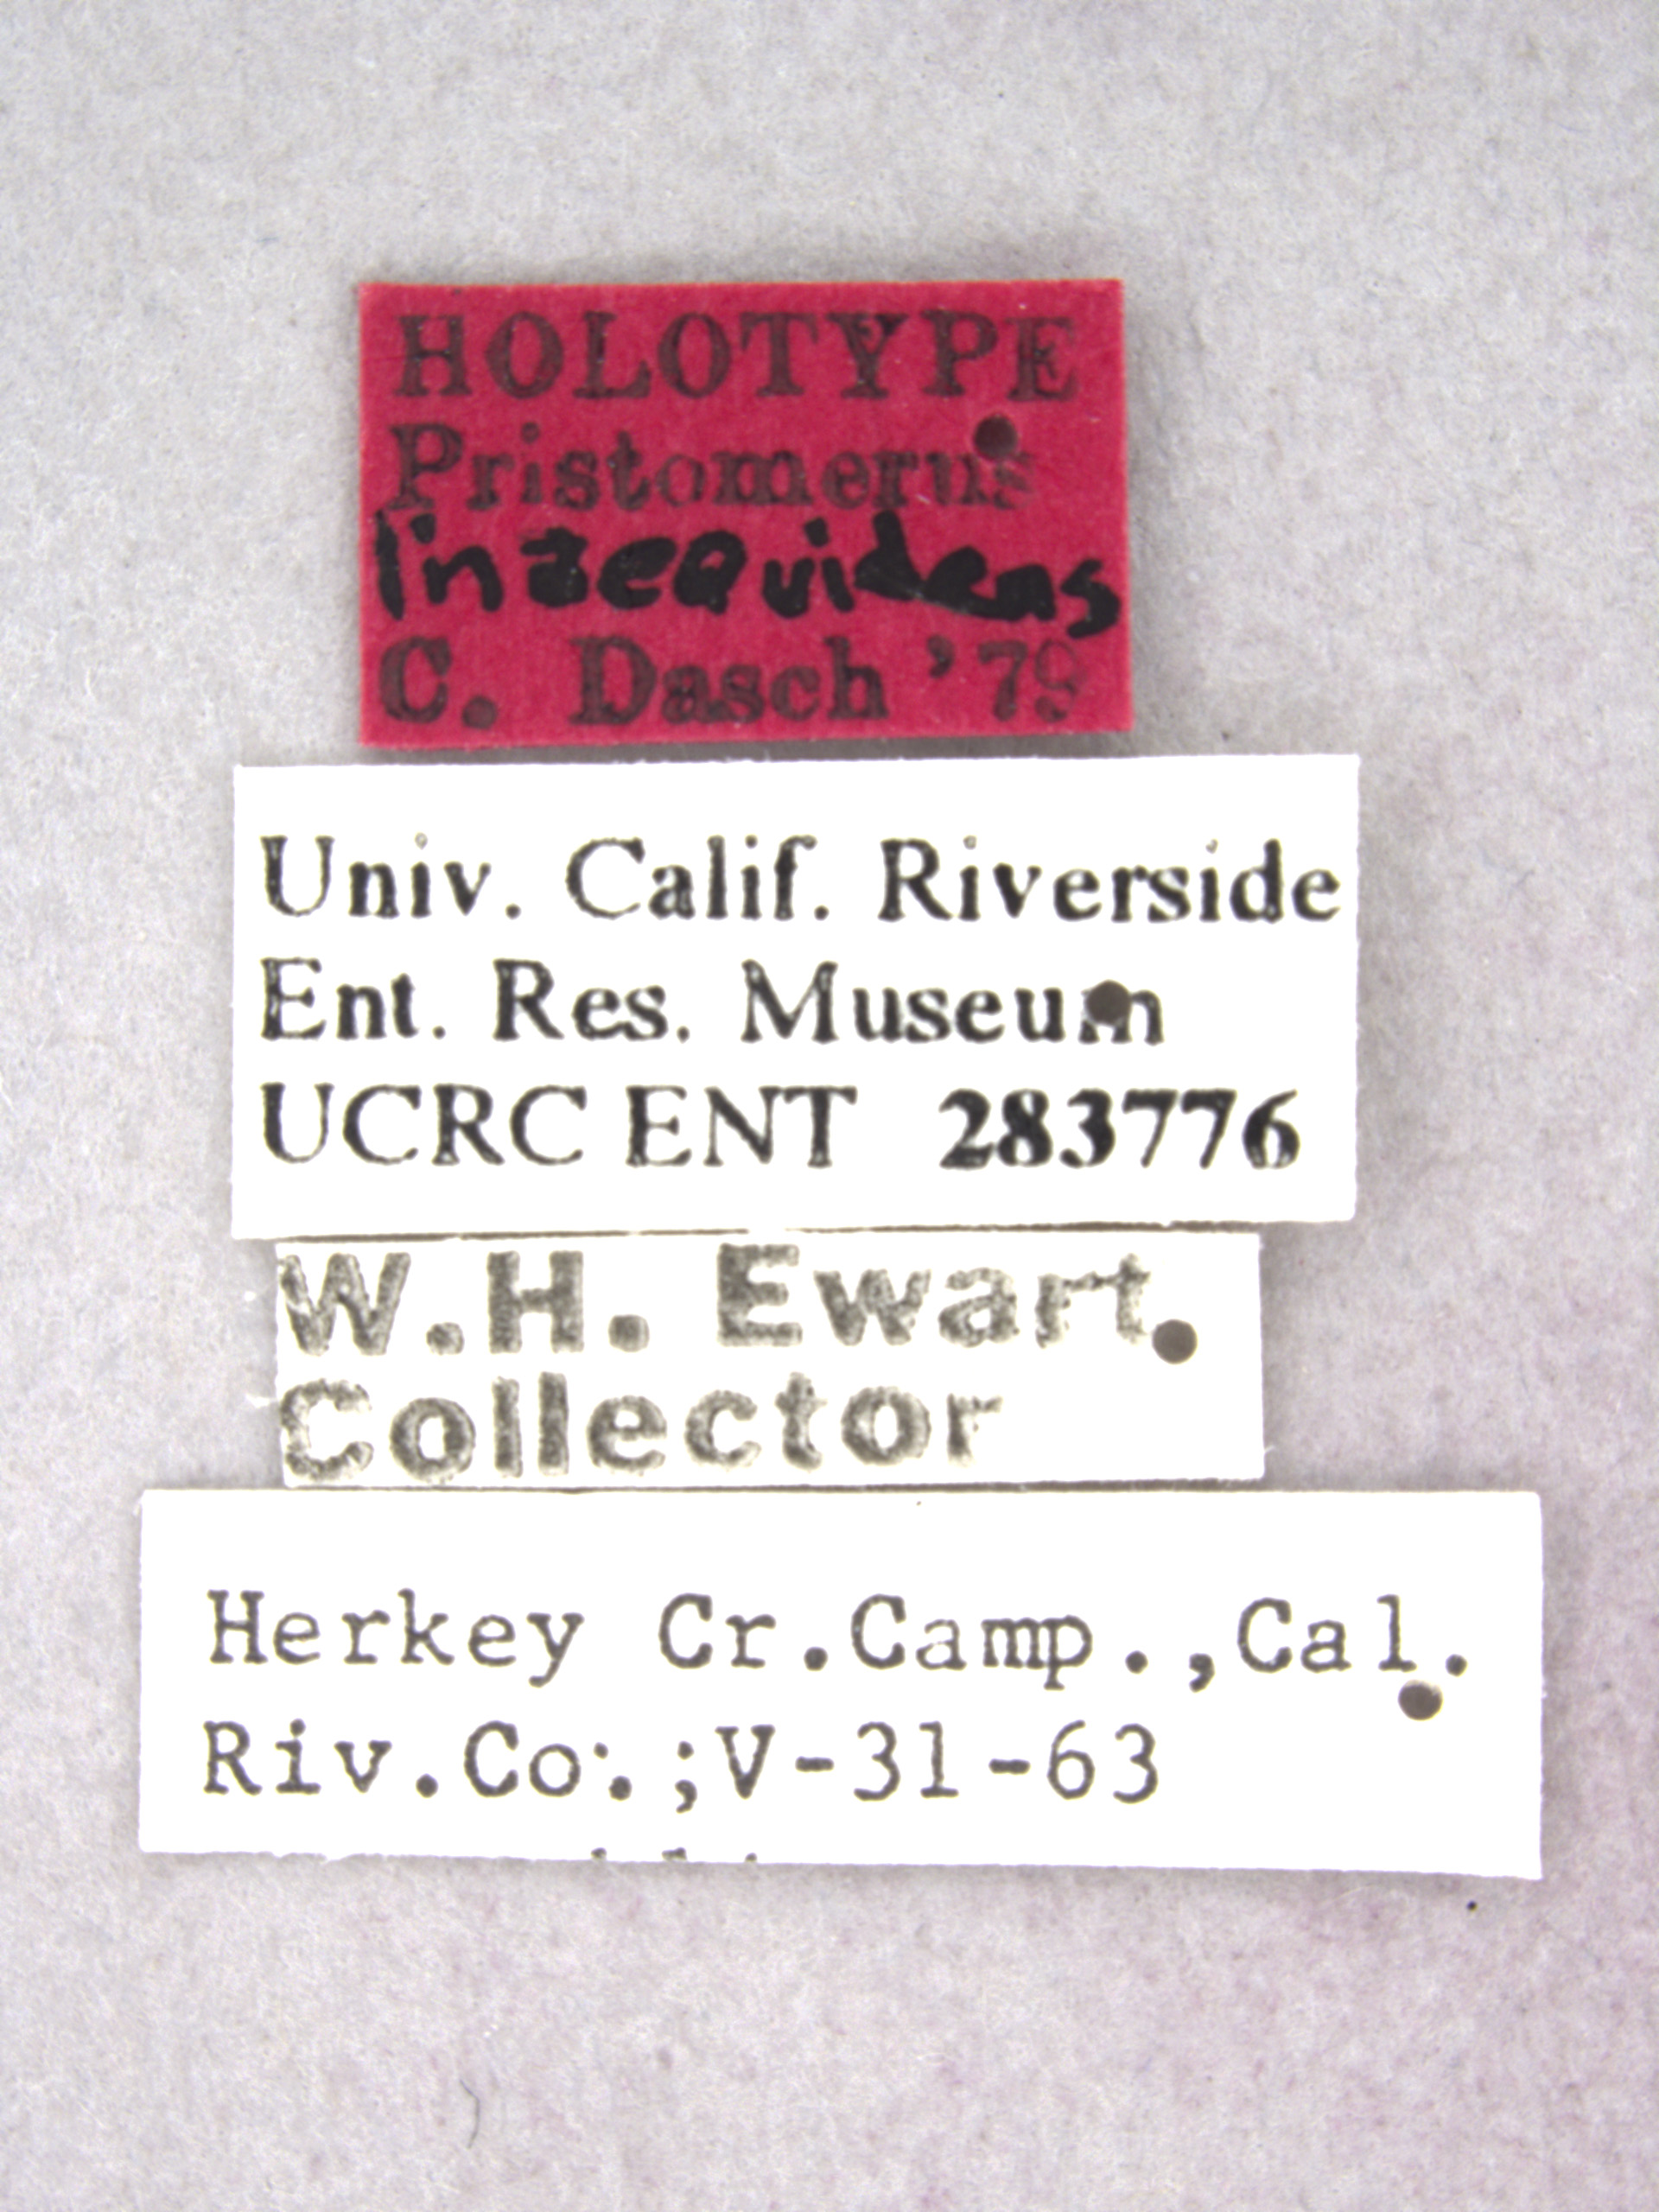 HOLOTYPE
Pristomerus
inaequidens
C. Dasch '79
Univ. Calif. Riverside
Ent. Res. Museum
UCRC ENT 283776
W.H. Ewart
Collector
Herkey Cr.Camp.,Cal.
Riv.Co.;V-31-63